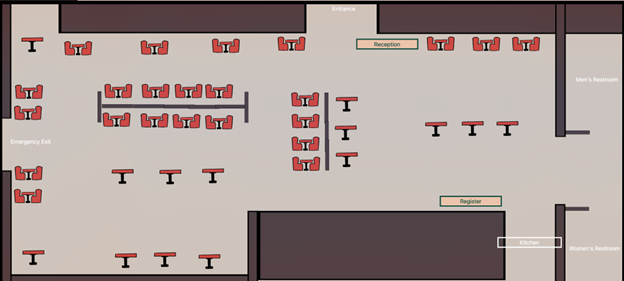 Entrance
Reception
Men's Restroom
Emergency Exit
Register
Kitchen
Women's Restroom